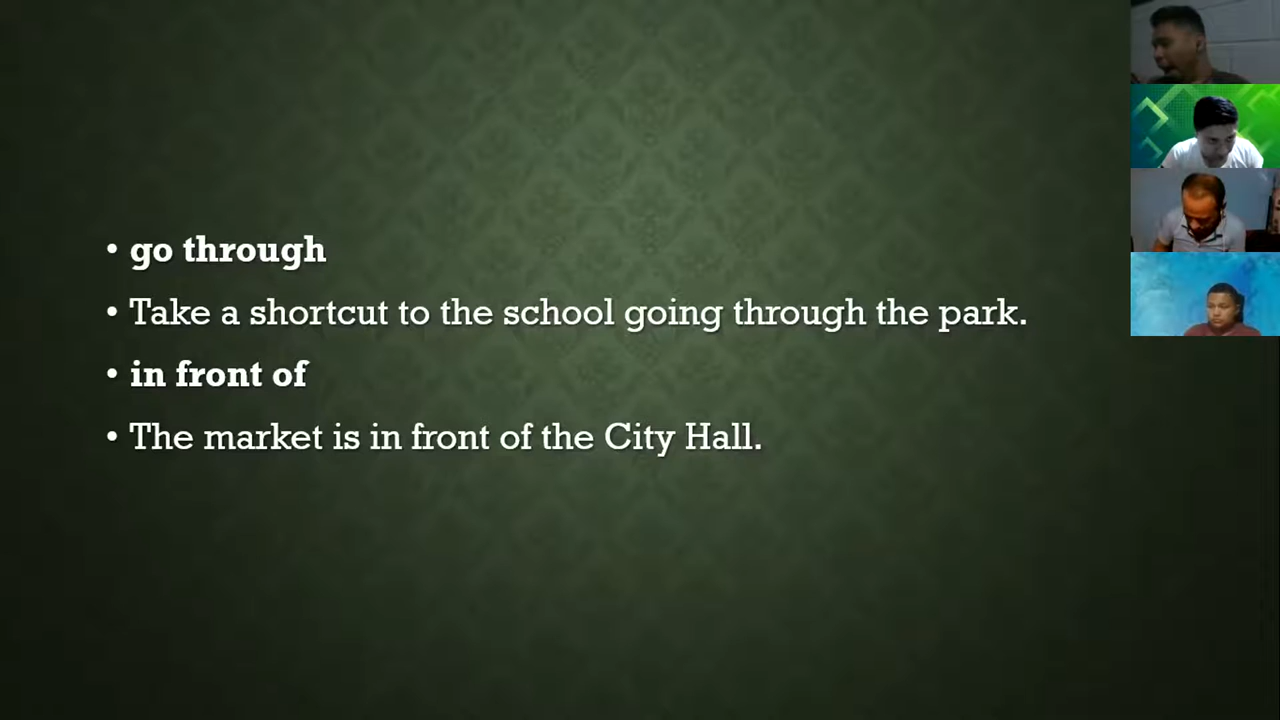 • go through
• Take a shortcut to the school going through the park.
• in front of
• The market is in front of the City Hall.